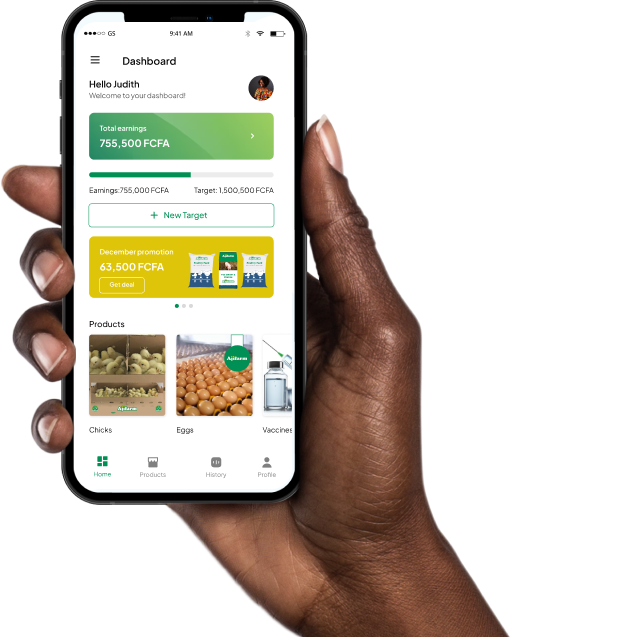 GS 9:41 AM
Dashboard
Hello Judith
Welcome to your dashboard!
Total earnings
755,500 FCFA
Earnings:755,000 FCFA Target: 1,500,500 FCFA
+ New Target
December promotion
63,500 FCFA
Get deal
Products
Ajifarm
Ajifarm
Chicks Eggs Vaccines
Home Products History Profile